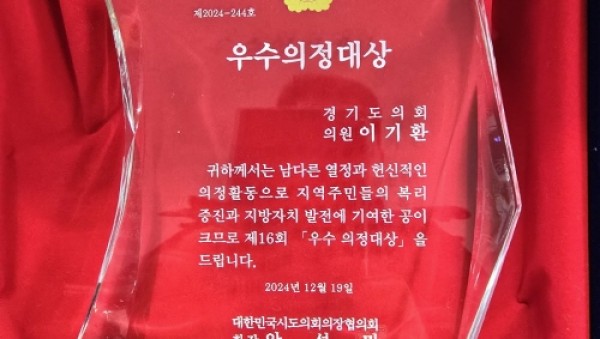 제2024-244호
우수의정대상
경기도의회
의원 이기환
귀하께서는 남다른 열정과 헌신적인
의정활동으로 지역주민들의 복리
증진과 지방자치 발전에 기여한 공이
크므로 제16회 「우수 의정대상」을
드립니다.
2024년 12월 19일
대한민국시도의회의장협의회